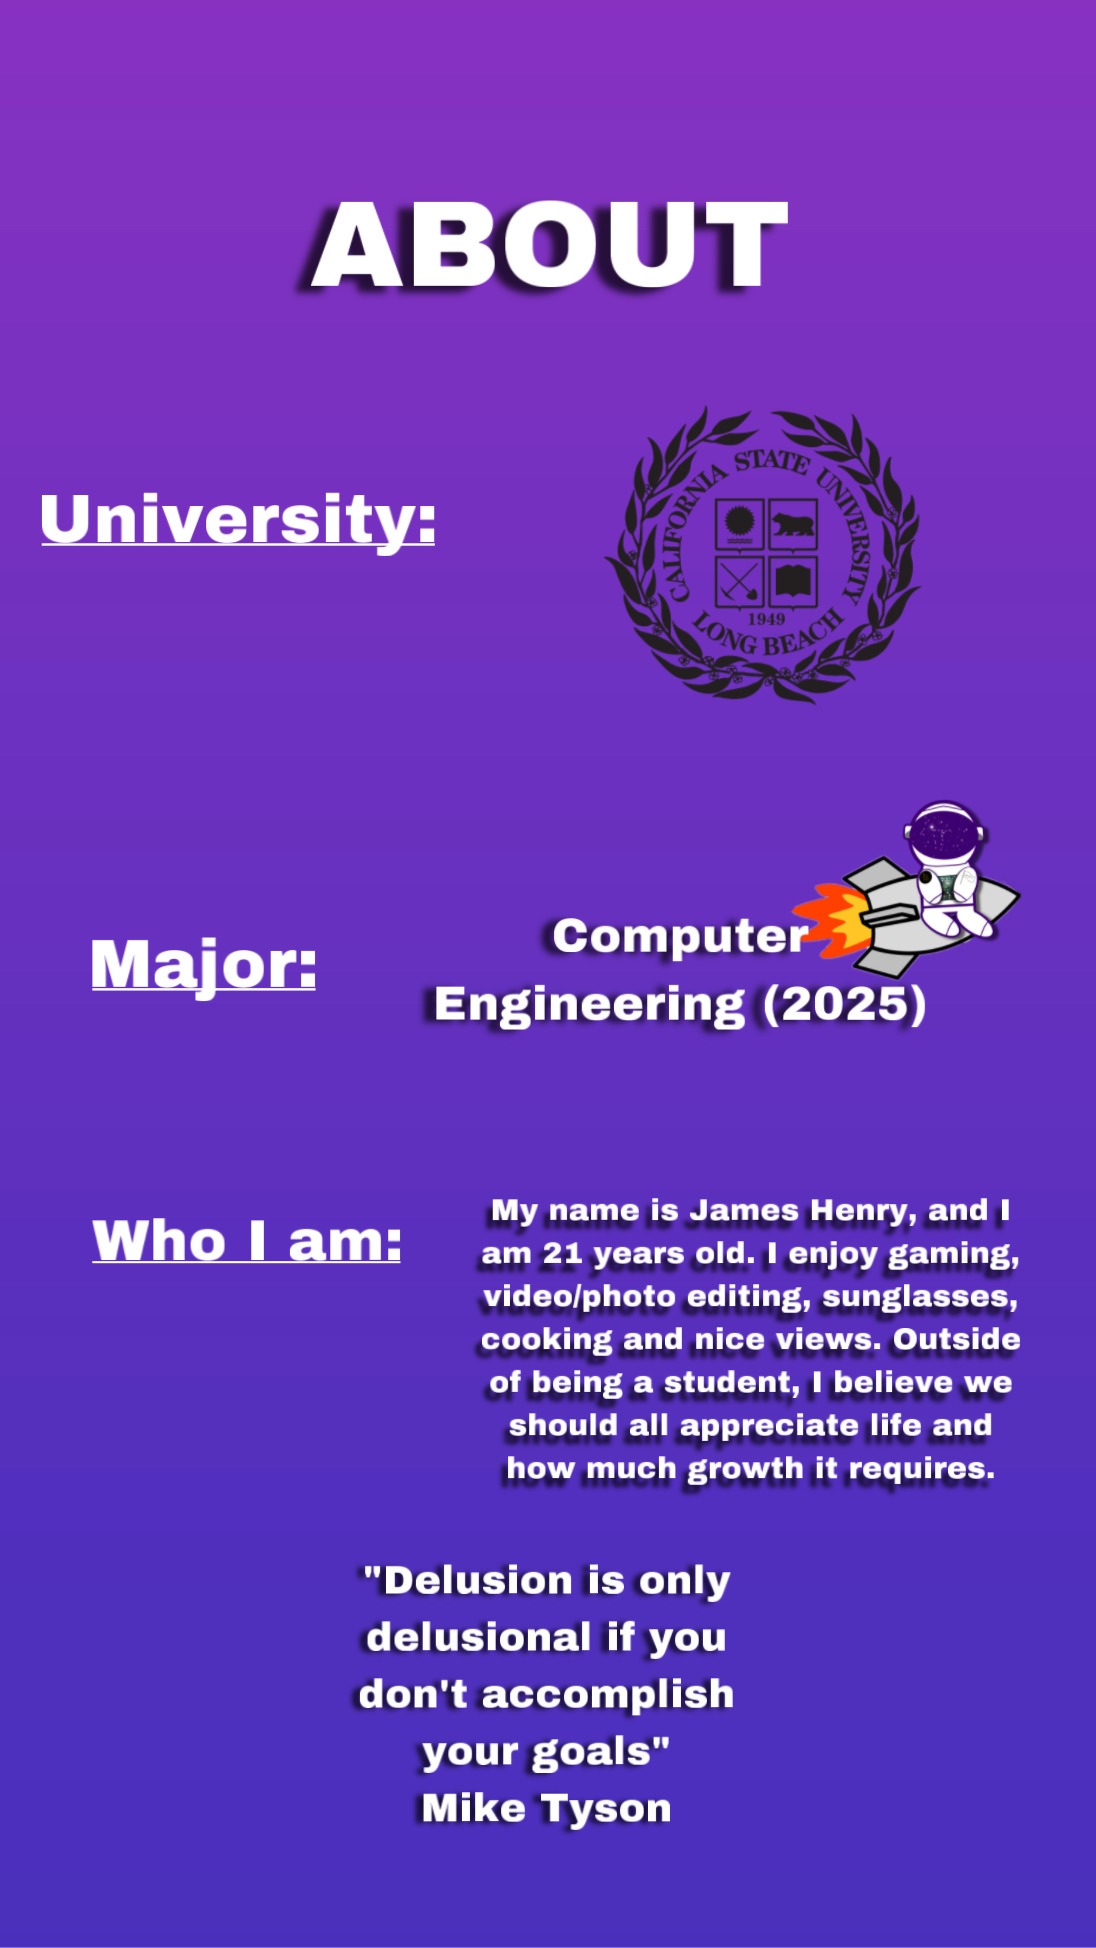 ABOUT
University:
CALIFORNIA STATE UNIVERSITY
LONG BEACH
1949
Major:
Computer
Engineering (2025)
Who I am:
My name is James Henry, and I
am 21 years old. I enjoy gaming,
video/photo editing, sunglasses,
cooking and nice views. Outside
of being a student, I believe we
should all appreciate life and
how much growth it requires.
"Delusion is only
delusional if you
don't accomplish
your goals"
Mike Tyson